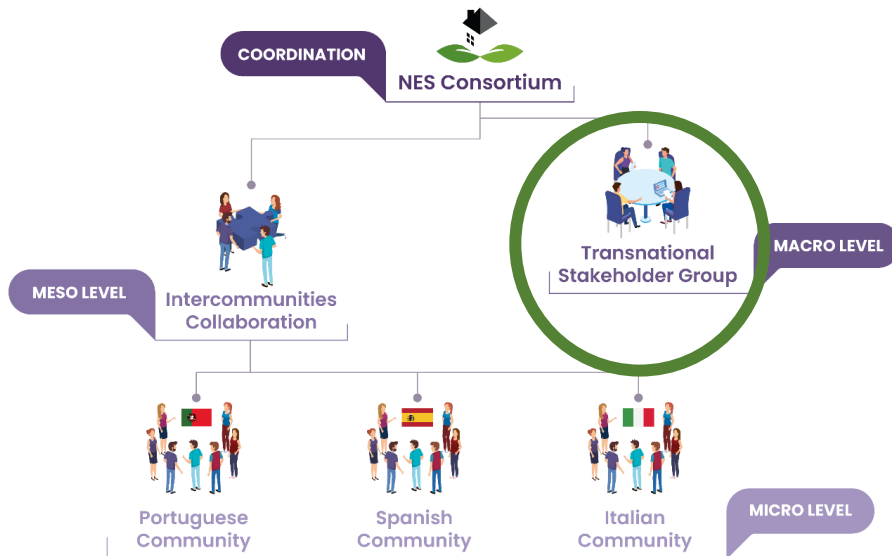 COORDINATION
NES Consortium
Transnational
Stakeholder Group
MACRO LEVEL
MESO LEVEL
Intercommunities
Collaboration
Portuguese
Community
Spanish
Community
Italian
Community
MICRO LEVEL